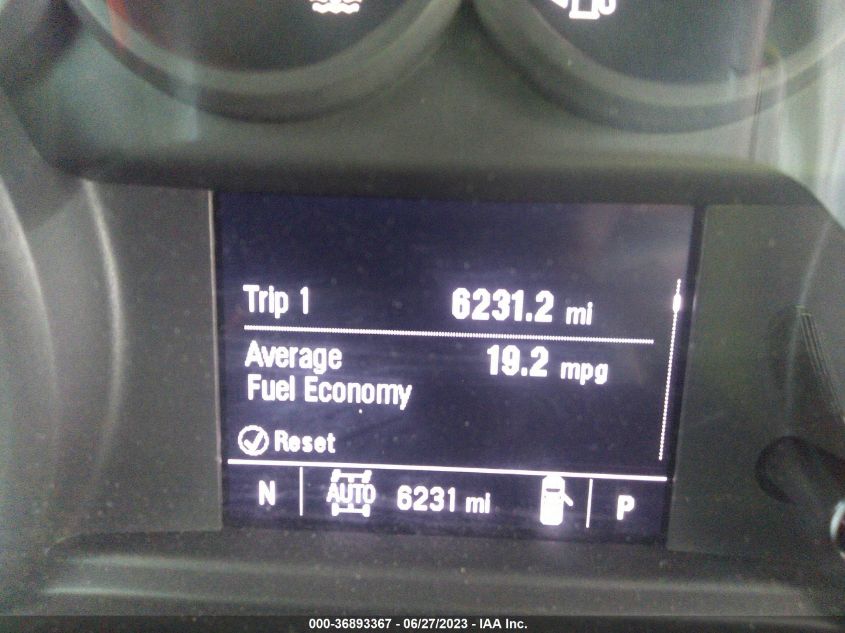 Trip 1 6231.2 mi
Average 19.2 mpg
Fuel Economy
Reset
N AUTO 6231 mi P
000-36893367 - 06/27/2023 - IAA Inc.